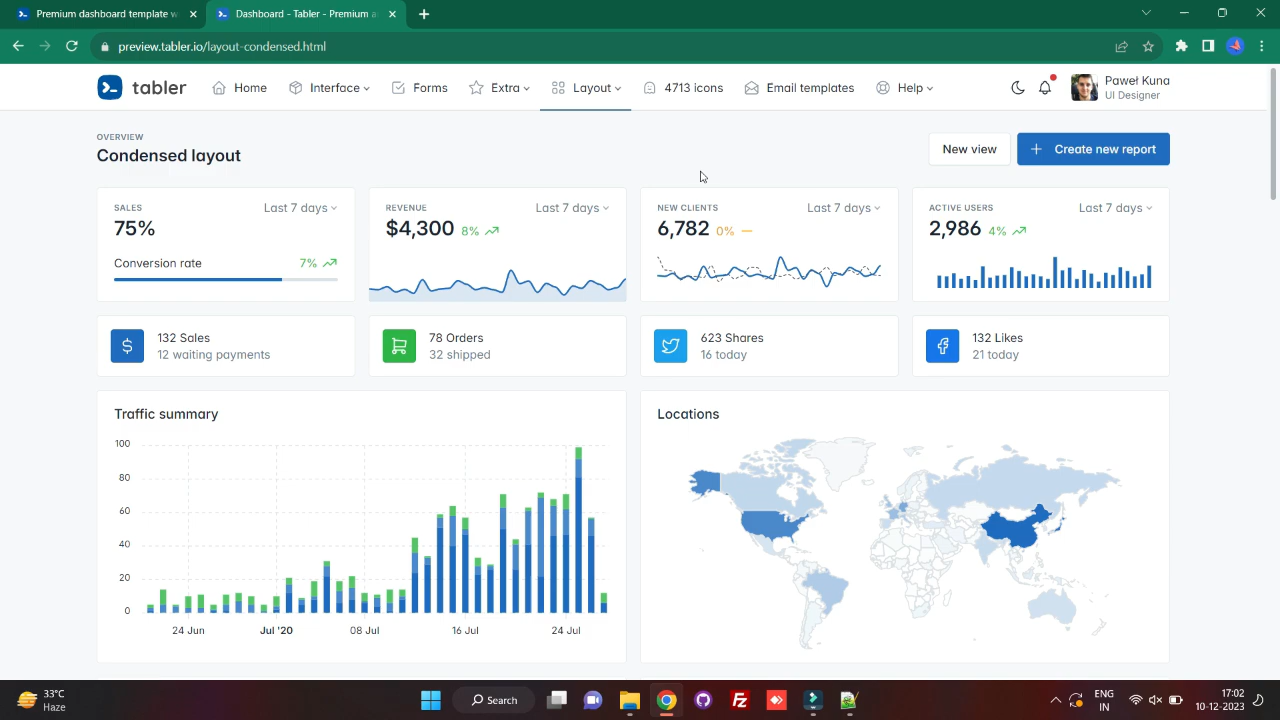 Premium dashboard template w
Dashboard - Tabler - Premium a
preview.tabler.io/layout-condensed.html
tabler
Home
Interface
Forms
Extra
Layout
4713 icons
Email templates
Help
Paweł Kuna
UI Designer
OVERVIEW
Condensed layout
New view
Create new report
SALES
Last 7 days
75%
Conversion rate
7%
REVENUE
Last 7 days
$4,300 8%
NEW CLIENTS
Last 7 days
6,782 0%
ACTIVE USERS
Last 7 days
2,986 4%
132 Sales
12 waiting payments
78 Orders
32 shipped
623 Shares
16 today
132 Likes
21 today
Traffic summary
100
80
60
40
20
0
24 Jun
Jul '20
08 Jul
16 Jul
24 Jul
Locations
33°C
Haze
Search
ENG
IN
17:02
10-12-2023